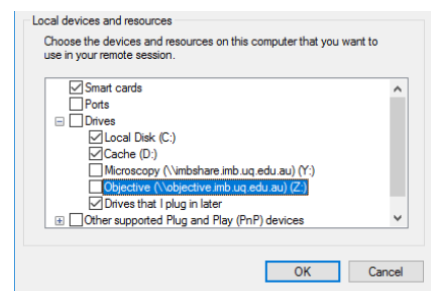 Local devices and resources
Choose the devices and resources on this computer that you want to
use in your remote session.
Smart cards
Ports
Drives
Local Disk (C:)
Cache (D:)
Microscopy (\\imbshare.imb.uq.edu.au) (Y:)
Objective (\\objective.imb.uq.edu.au) (Z:)
Drives that I plug in later
Other supported Plug and Play (PnP) devices
OK Cancel